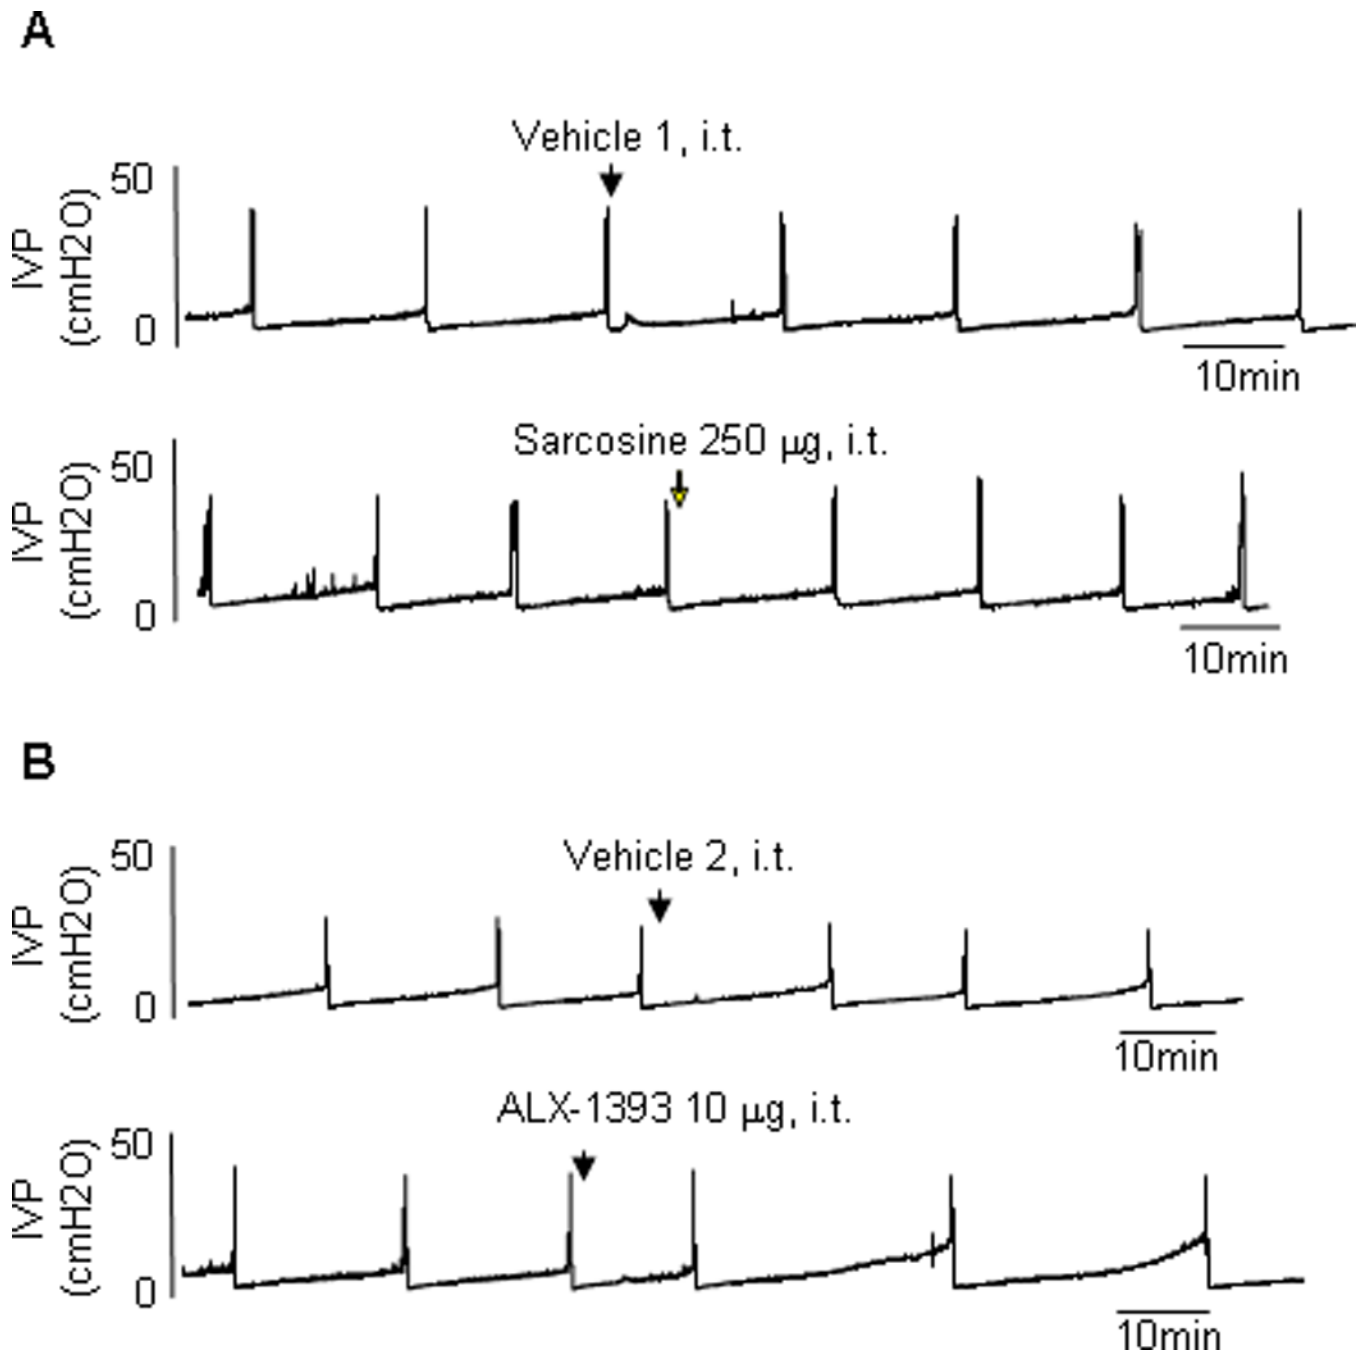 A
Vehicle 1, i.t.
50
IVP
(cmH2O)
0
10min
Sarcosine 250 μg, i.t.
50
IVP
(cmH2O)
0
10min
B
Vehicle 2, i.t.
50
IVP
(cmH2O)
0
10min
ALX-1393 10 μg, i.t.
50
IVP
(cmH2O)
0
10min